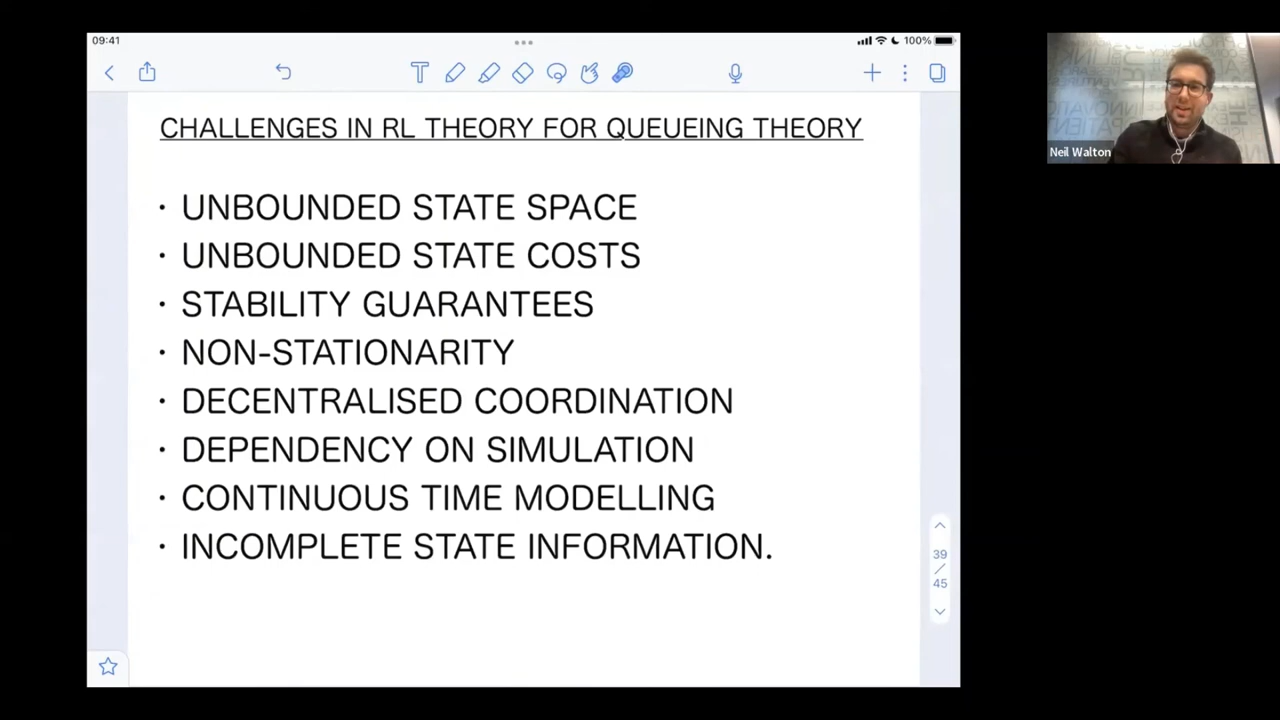 09:41
100%
CHALLENGES IN RL THEORY FOR QUEUEING THEORY
· UNBOUNDED STATE SPACE
· UNBOUNDED STATE COSTS
· STABILITY GUARANTEES
· NON-STATIONARITY
· DECENTRALISED COORDINATION
· DEPENDENCY ON SIMULATION
· CONTINUOUS TIME MODELLING
· INCOMPLETE STATE INFORMATION.
39
/
45
Neil Walton